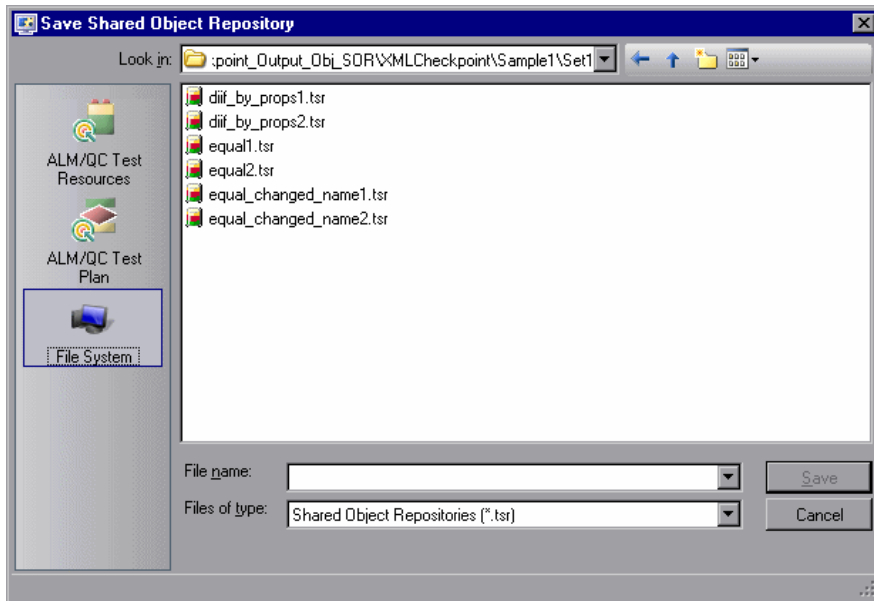 Save Shared Object Repository
Look in: :point_Output_Obj_SOR\XMLCheckpoint\Sample1\Set1
ALM/QC Test
Resources
ALM/QC Test
Plan
File System
diif_by_props1.tsr
diif_by_props2.tsr
equal1.tsr
equal2.tsr
equal_changed_name1.tsr
equal_changed_name2.tsr
File name:
Save
Files of type: Shared Object Repositories (*.tsr)
Cancel